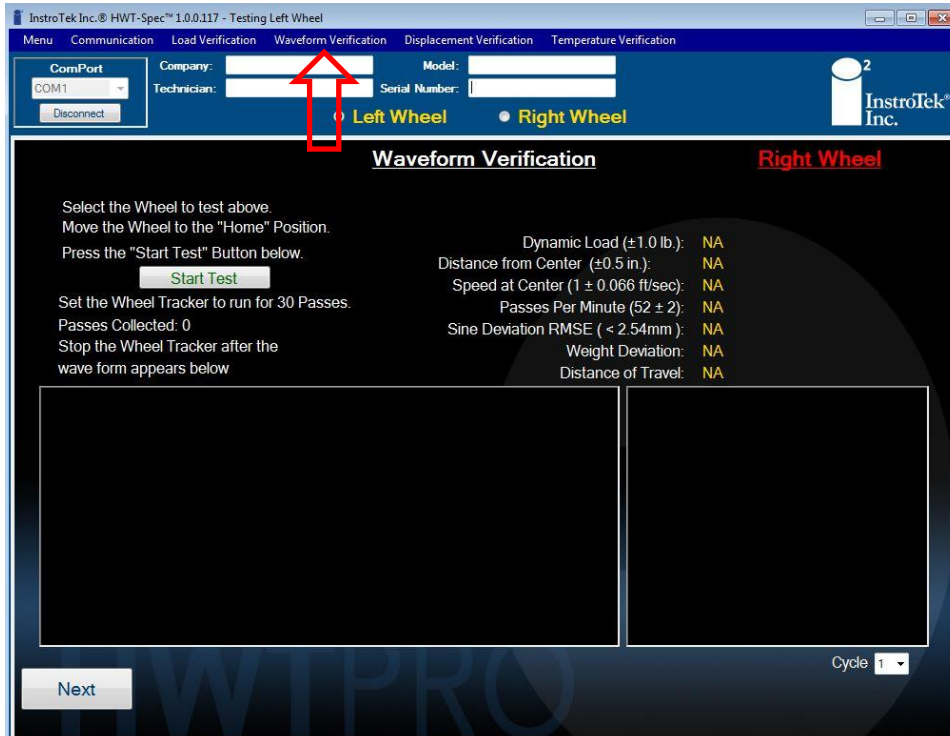 InstroTek Inc.® HWT-Spec™ 1.0.0.117 - Testing Left Wheel
Menu Communication Load Verification Waveform Verification Displacement Verification Temperature Verification
ComPort
COM1
Disconnect
Company:
Technician:
Model:
Serial Number:
Left Wheel Right Wheel
i2
InstroTek®
Inc.
Waveform Verification
Right Wheel
Select the Wheel to test above.
Move the Wheel to the "Home" Position.
Press the "Start Test" Button below.
Start Test
Set the Wheel Tracker to run for 30 Passes.
Passes Collected: 0
Stop the Wheel Tracker after the
wave form appears below
Dynamic Load (±1.0 lb.): NA
Distance from Center (±0.5 in.): NA
Speed at Center (1 ± 0.066 ft/sec): NA
Passes Per Minute (52 ± 2): NA
Sine Deviation RMSE ( < 2.54mm ): NA
Weight Deviation: NA
Distance of Travel: NA
Cycle 1
Next
HWTPRO